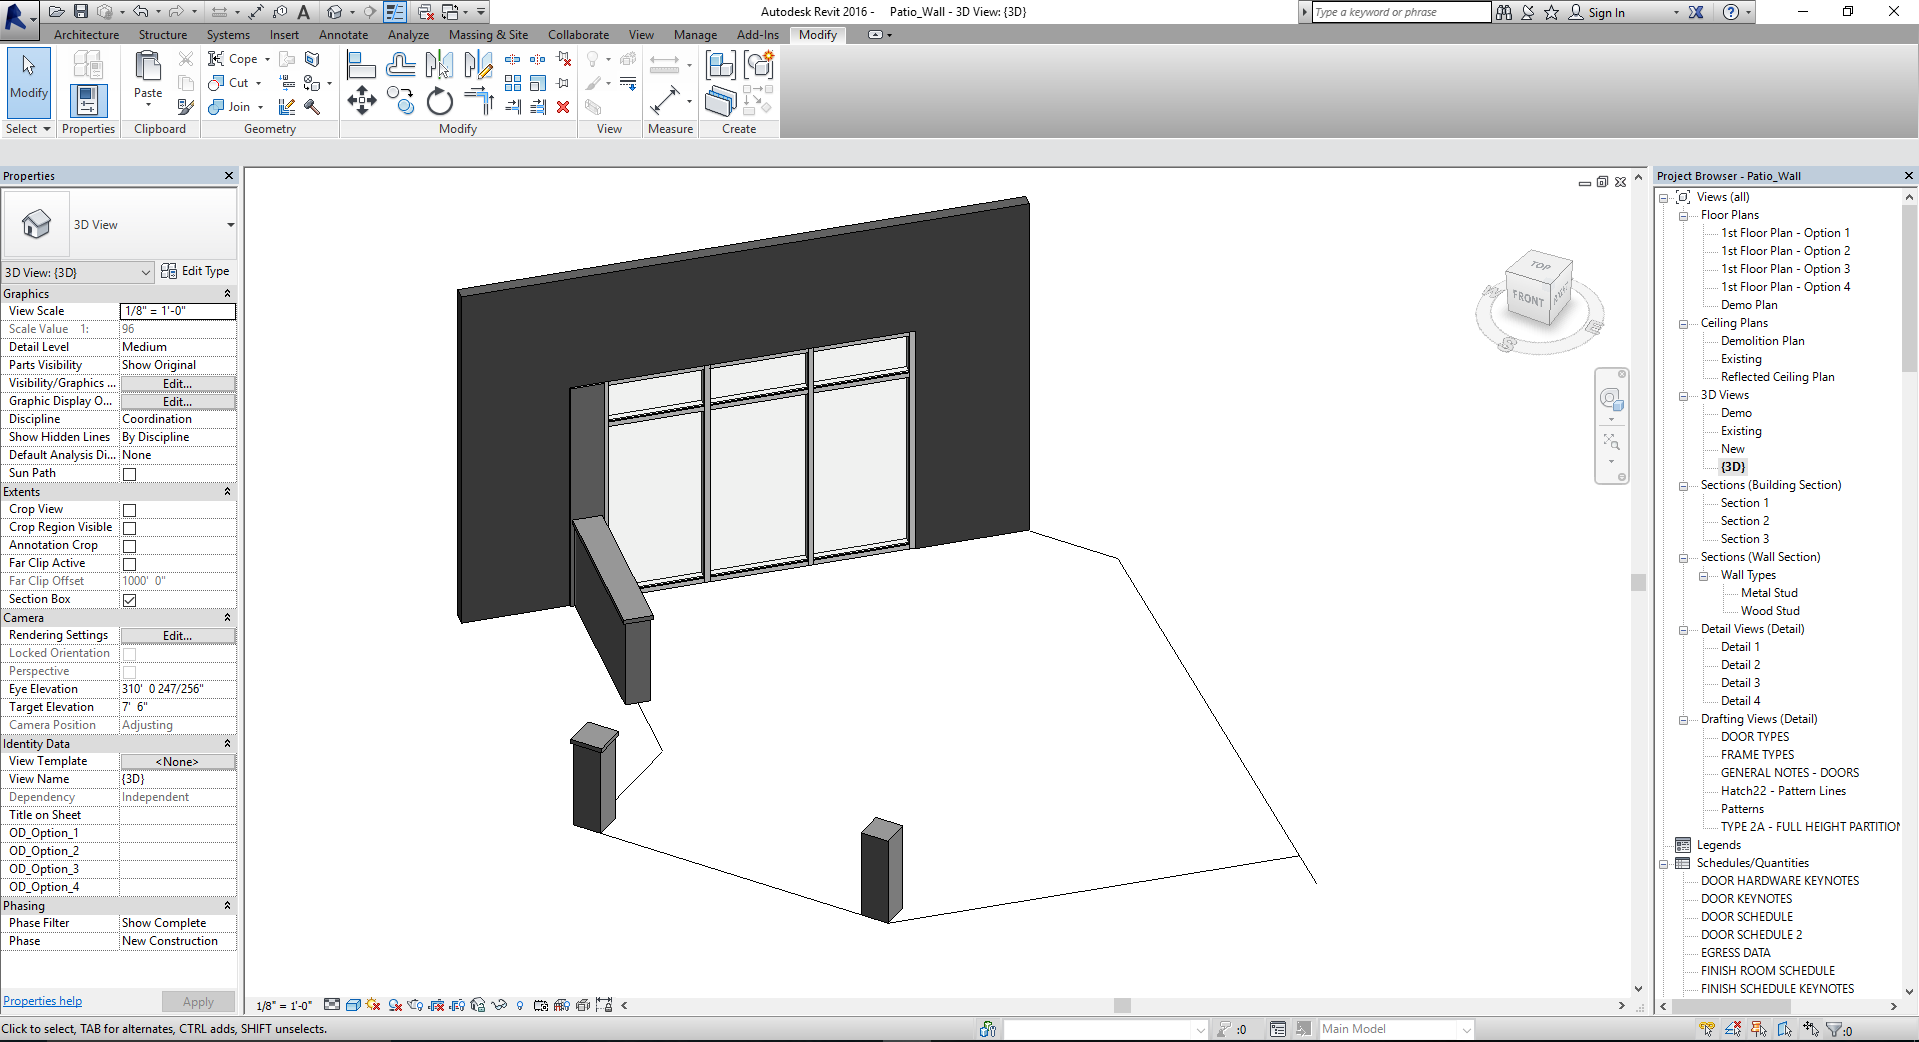 Autodesk Revit 2016 - Patio_Wall - 3D View: {3D}
Type a keyword or phrase
Sign In
Architecture Structure Systems Insert Annotate Analyze Massing & Site Collaborate View Manage Add-Ins Modify
Modify
Paste
Cope
Cut
Join
Select Properties Clipboard Geometry Modify View Measure Create
Properties
3D View
3D View: {3D} Edit Type
Graphics
View Scale 1/8" = 1'-0"
Scale Value 1: 96
Detail Level Medium
Parts Visibility Show Original
Visibility/Graphics ... Edit...
Graphic Display O... Edit...
Discipline Coordination
Show Hidden Lines By Discipline
Default Analysis Di... None
Sun Path
Extents
Crop View
Crop Region Visible
Annotation Crop
Far Clip Active
Far Clip Offset 1000' 0"
Section Box
Camera
Rendering Settings Edit...
Locked Orientation
Perspective
Eye Elevation 310' 0 247/256"
Target Elevation 7' 6"
Camera Position Adjusting
Identity Data
View Template <None>
View Name {3D}
Dependency Independent
Title on Sheet
OD_Option_1
OD_Option_2
OD_Option_3
OD_Option_4
Phasing
Phase Filter Show Complete
Phase New Construction
Properties help Apply
TOP
FRONT
W
S
E
1/8" = 1'-0"
Project Browser - Patio_Wall
Views (all)
Floor Plans
1st Floor Plan - Option 1
1st Floor Plan - Option 2
1st Floor Plan - Option 3
1st Floor Plan - Option 4
Demo Plan
Ceiling Plans
Demolition Plan
Existing
Reflected Ceiling Plan
3D Views
Demo
Existing
New
{3D}
Sections (Building Section)
Section 1
Section 2
Section 3
Sections (Wall Section)
Wall Types
Metal Stud
Wood Stud
Detail Views (Detail)
Detail 1
Detail 2
Detail 3
Detail 4
Drafting Views (Detail)
DOOR TYPES
FRAME TYPES
GENERAL NOTES - DOORS
Hatch22 - Pattern Lines
Patterns
TYPE 2A - FULL HEIGHT PARTITION
Legends
Schedules/Quantities
DOOR HARDWARE KEYNOTES
DOOR KEYNOTES
DOOR SCHEDULE
DOOR SCHEDULE 2
EGRESS DATA
FINISH ROOM SCHEDULE
FINISH SCHEDULE KEYNOTES
Click to select, TAB for alternates, CTRL adds, SHIFT unselects.
:0
Main Model
:0